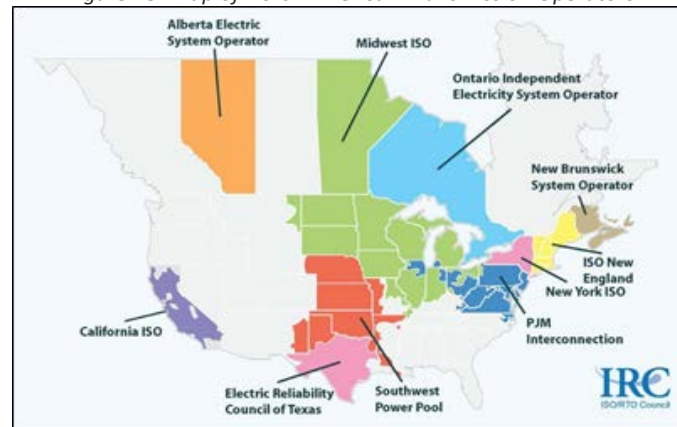 Alberta Electric
System Operator
Midwest ISO
Ontario Independent
Electricity System Operator
New Brunswick
System Operator
ISO New
England
New York ISO
PJM
Interconnection
California ISO
Electric Reliability
Council of Texas
Southwest
Power Pool
IRC
ISO/RTO Council